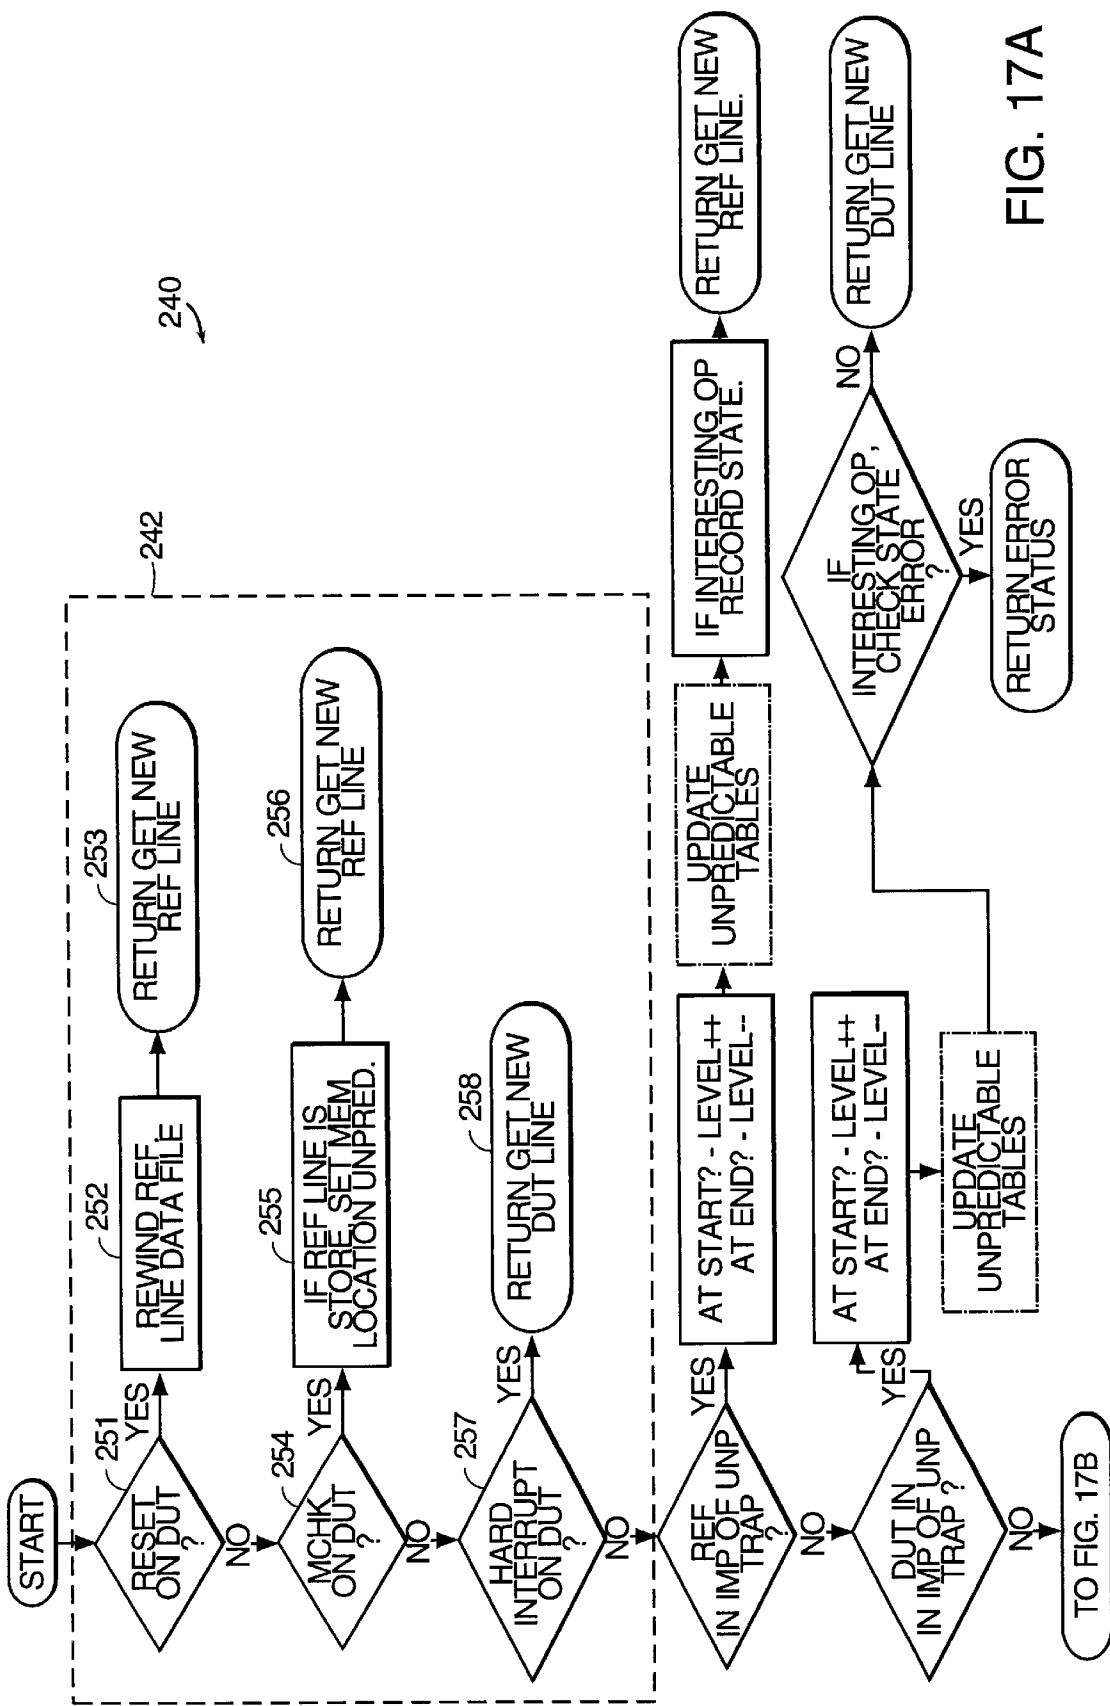 240
242
START
251
RESET
ON DUT
?
YES
NO
252
REWIND REF.
LINE DATA FILE
253
RETURN GET NEW
REF LINE
254
MCHK
ON DUT
?
YES
NO
255
IF REF LINE IS
STORE, SET MEM
LOCATION UNPRED.
256
RETURN GET NEW
REF LINE
257
HARD
INTERRUPT
ON DUT
?
YES
NO
258
RETURN GET NEW
DUT LINE
REF
IN IMP OF UNP
TRAP
?
YES
NO
AT START? - LEVEL++
AT END? - LEVEL--
UPDATE
UNPREDICTABLE
TABLES
IF INTERESTING OP
RECORD STATE.
RETURN GET NEW
REF LINE.
DUT IN
IN IMP OF UNP
TRAP ?
YES
NO
AT START? - LEVEL++
AT END? - LEVEL--
UPDATE
UNPREDICTABLE
TABLES
IF
INTERESTING OP,
CHECK STATE
ERROR
?
NO
YES
RETURN GET NEW
DUT LINE
RETURN ERROR
STATUS
TO FIG. 17B
FIG. 17A